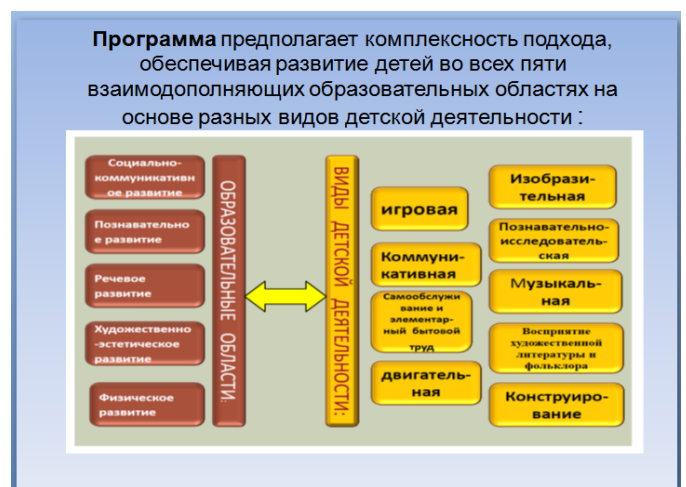 Программа предполагает комплексность подхода,
обеспечивая развитие детей во всех пяти
взаимодополняющих образовательных областях на
основе разных видов детской деятельности :
Социально-
коммуникативн
ое развитие
Познавательно
е развитие
Речевое
развитие
Художественно
-эстетическое
развитие
Физическое
развитие
ОБРАЗОВАТЕЛЬНЫЕ ОБЛАСТИ:
ВИДЫ ДЕТСКОЙ ДЕЯТЕЛЬНОСТИ:
игровая
Коммуни-
кативная
Самообслужи
вание и
элементар-
ный бытовой
труд
двигатель-
ная
Изобрази-
тельная
Познавательно-
исследователь-
ская
Музыкаль-
ная
Восприятие
художественной
литературы и
фольклора
Конструиро-
вание